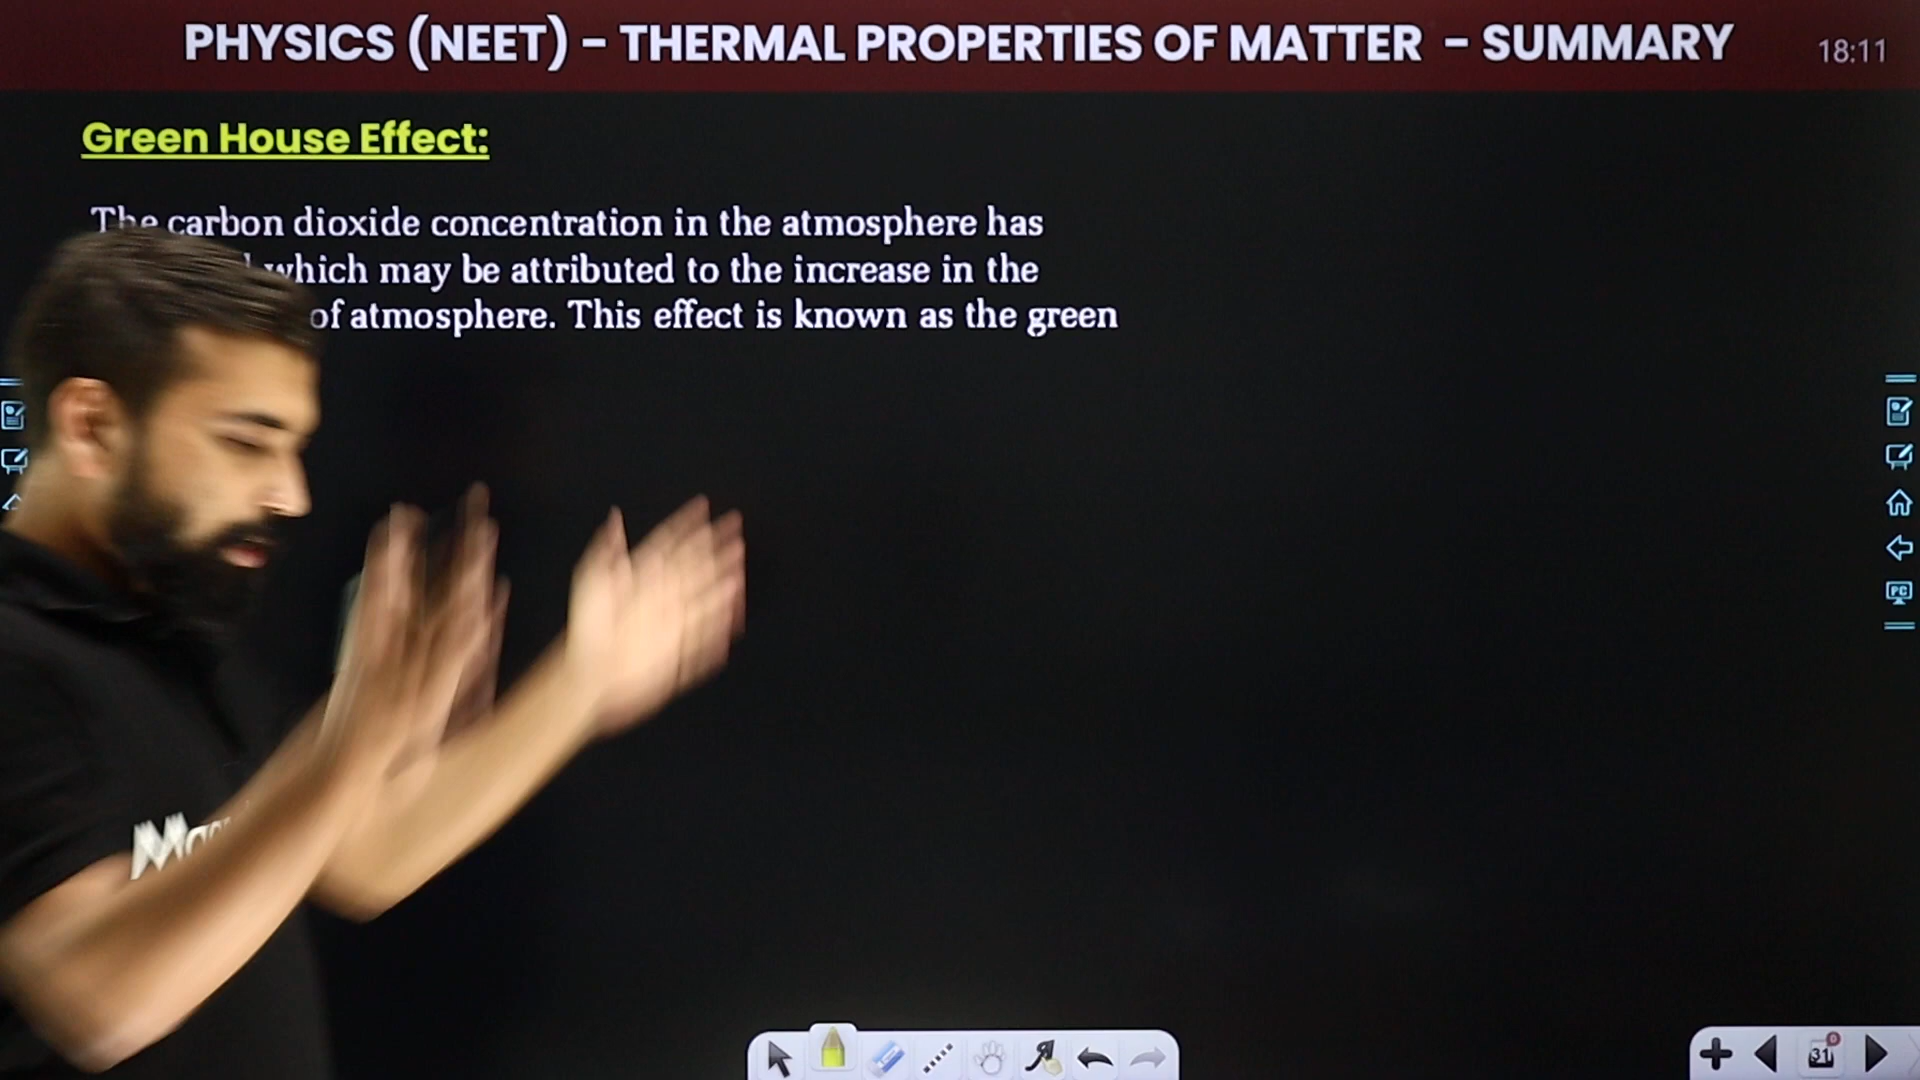 PHYSICS (NEET) - THERMAL PROPERTIES OF MATTER - SUMMARY
18:11
Green House Effect:
The carbon dioxide concentration in the atmosphere has
which may be attributed to the increase in the
of atmosphere. This effect is known as the green
PC
31
0